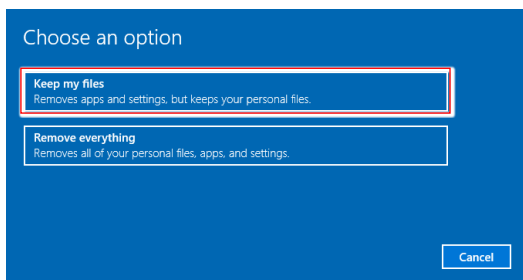 Choose an option
Keep my files
Removes apps and settings, but keeps your personal files.
Remove everything
Removes all of your personal files, apps, and settings.
Cancel